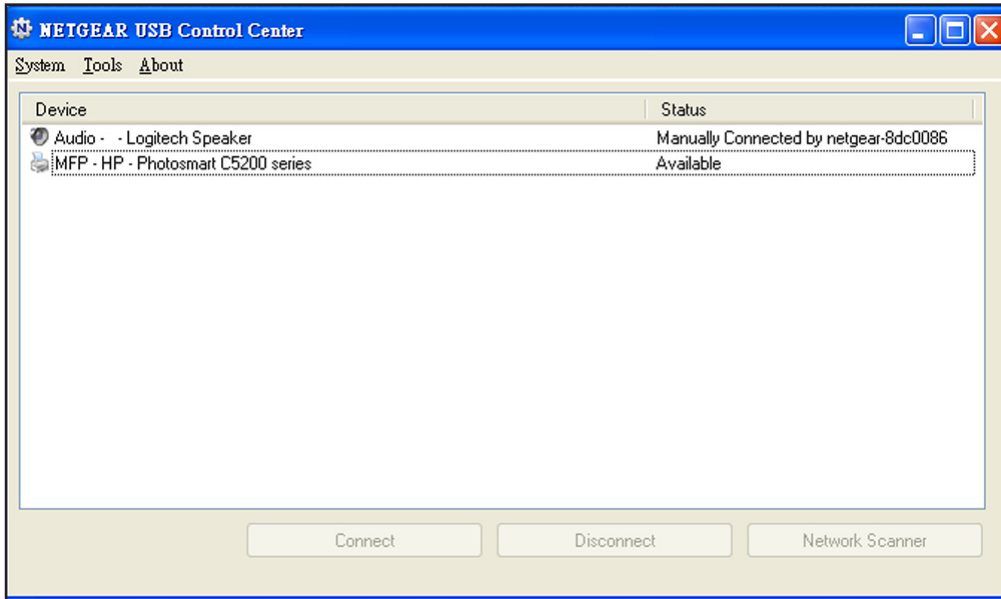 NETGEAR USB Control Center
System Tools About
Device Status
Audio - - Logitech Speaker Manually Connected by netgear-8dc0086
MFP - HP - Photosmart C5200 series Available
Connect Disconnect Network Scanner